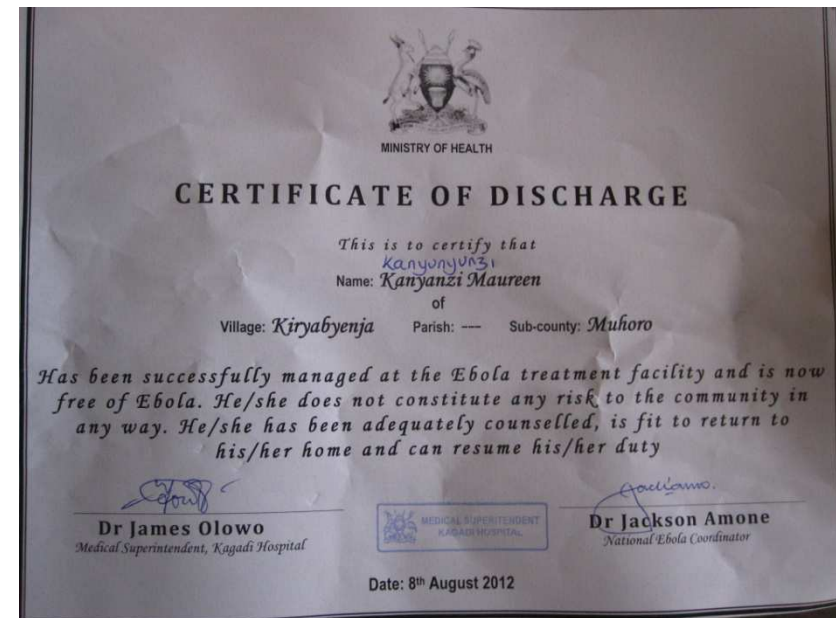 MINISTRY OF HEALTH
CERTIFICATE OF DISCHARGE
This is to certify that
Kanyunyunzi
Name: Kanyanzi Maureen
of
Village: Kiryabyenja Parish: --- Sub-county: Muhoro
Has been successfully managed at the Ebola treatment facility and is now
free of Ebola. He/she does not constitute any risk to the community in
any way. He/she has been adequately counselled, is fit to return to
his/her home and can resume his/her duty
Dr James Olowo
Medical Superintendent, Kagadi Hospital
MEDICAL SUPERINTENDENT
KAGADI HOSPITAL
Dr Jackson Amone
National Ebola Coordinator
Date: 8th August 2012